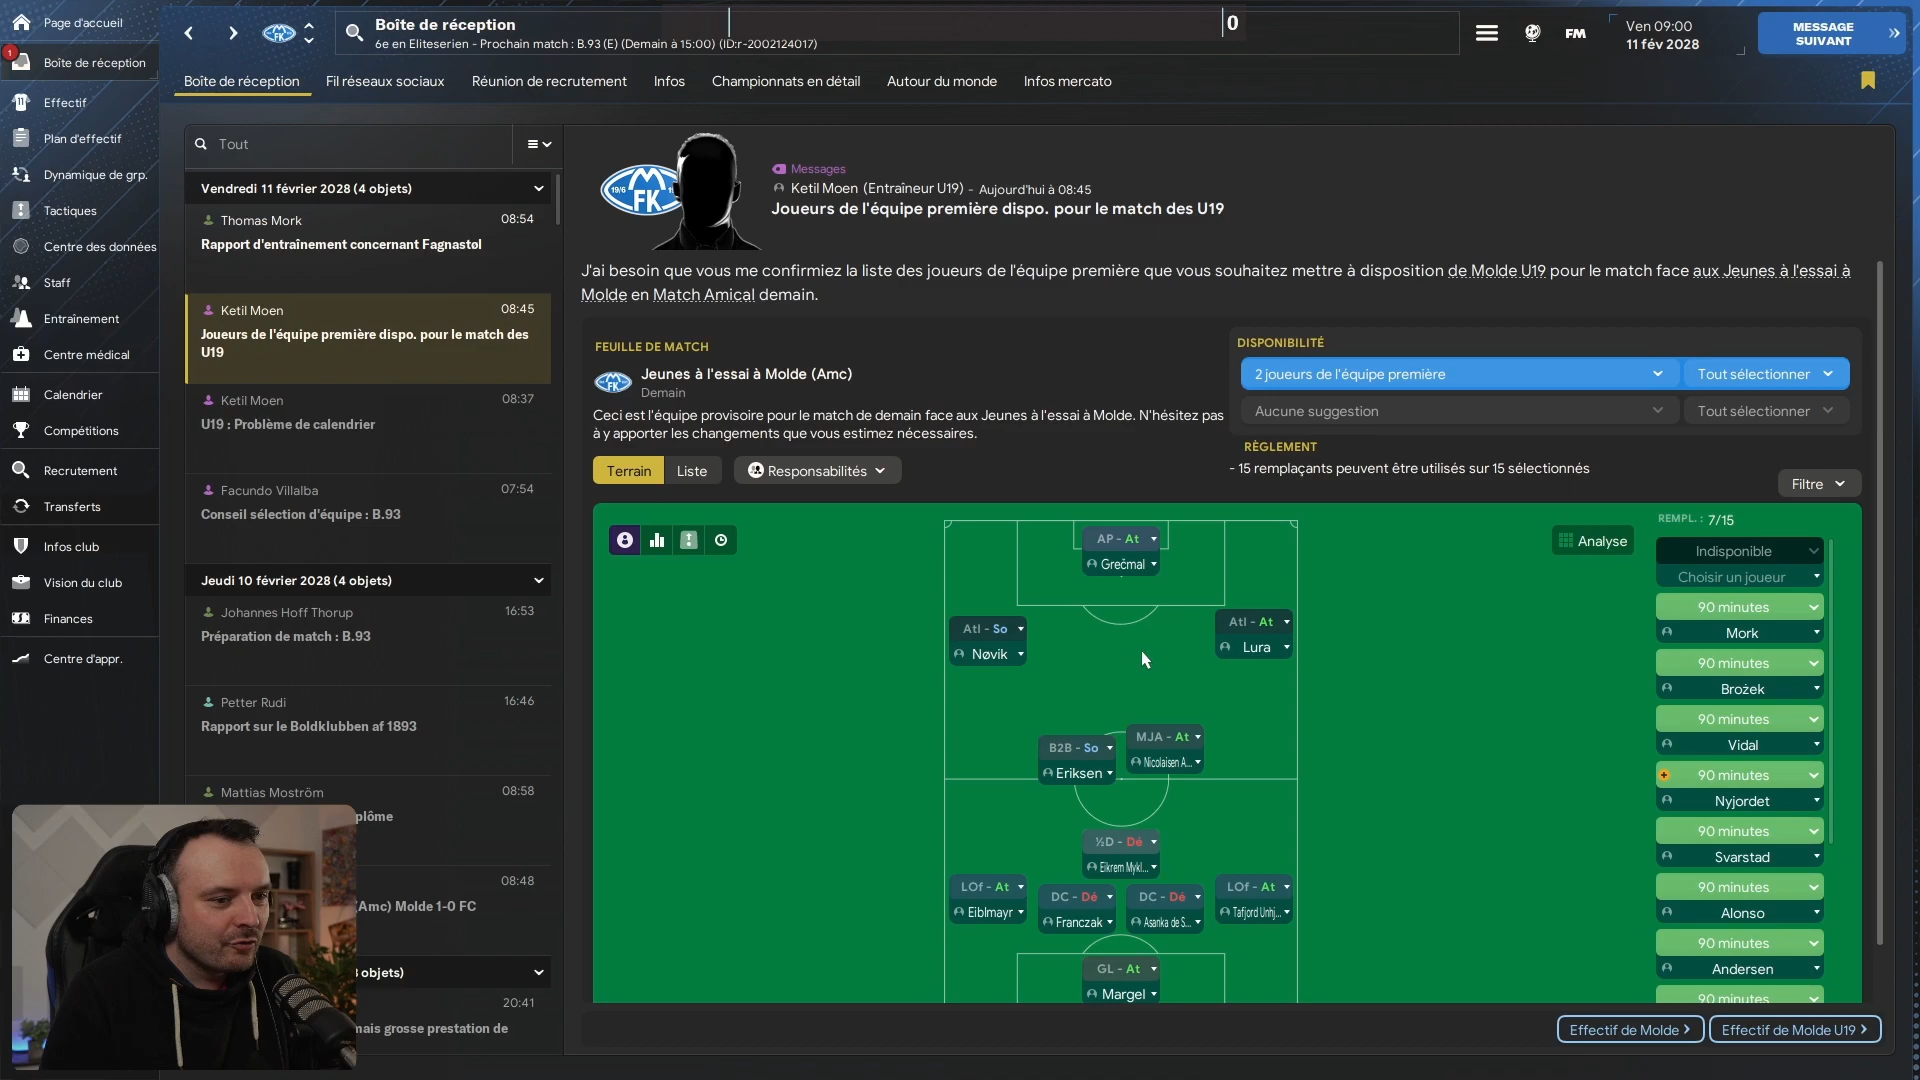 Page d'accueil
1
Boîte de réception
Effectif
Plan d'effectif
Dynamique de grp.
Tactiques
Centre des données
Staff
Entraînement
Centre médical
Calendrier
Compétitions
Recrutement
Transferts
Infos club
Vision du club
Finances
Centre d'appr.
Boîte de réception
6e en Eliteserien - Prochain match : B.93 (E) (Demain à 15:00) (ID:r-2002124017)
0
FM
Ven 09:00
11 fév 2028
MESSAGE
SUIVANT
Boîte de réception
Fil réseaux sociaux
Réunion de recrutement
Infos
Championnats en détail
Autour du monde
Infos mercato
Tout
Vendredi 11 février 2028 (4 objets)
Thomas Mork 08:54
Rapport d'entraînement concernant Fagnastøl
Ketil Moen 08:45
Joueurs de l'équipe première dispo. pour le match des
U19
Ketil Moen 08:37
U19 : Problème de calendrier
Facundo Villalba 07:54
Conseil sélection d'équipe : B.93
Jeudi 10 février 2028 (4 objets)
Johannes Hoff Thorup 16:53
Préparation de match : B.93
Petter Rudi 16:46
Rapport sur le Boldklubben af 1893
Mattias Moström 08:58
plôme
08:48
(Amc) Molde 1-0 FC
objets)
20:41
mais grosse prestation de
Messages
Ketil Moen (Entraîneur U19) - Aujourd'hui à 08:45
Joueurs de l'équipe première dispo. pour le match des U19
J'ai besoin que vous me confirmiez la liste des joueurs de l'équipe première que vous souhaitez mettre à disposition de Molde U19 pour le match face aux Jeunes à l'essai à
Molde en Match Amical demain.
FEUILLE DE MATCH
Jeunes à l'essai à Molde (Amc)
Demain
Ceci est l'équipe provisoire pour le match de demain face aux Jeunes à l'essai à Molde. N'hésitez pas
à y apporter les changements que vous estimez nécessaires.
DISPONIBILITÉ
2 joueurs de l'équipe première Tout sélectionner
Aucune suggestion Tout sélectionner
RÈGLEMENT
- 15 remplaçants peuvent être utilisés sur 15 sélectionnés
Terrain
Liste
Responsabilités
Filtre
Analyse
AP - At
Grečmal
Atl - So
Nøvik
Atl - At
Lura
B2B - So
Eriksen
MJA - At
Nicolaisen A...
½D - Dé
Eikrem Mykl...
LOf - At
Eiblmayr
DC - Dé
Franczak
DC - Dé
Asanka de S...
LOf - At
Tafjord Unhj...
GL - At
Margel
REMPL. : 7/15
Indisponible
Choisir un joueur
90 minutes
Mork
90 minutes
Brożek
90 minutes
Vidal
90 minutes
Nyjordet
90 minutes
Svarstad
90 minutes
Alonso
90 minutes
Andersen
90 minutes
Effectif de Molde
Effectif de Molde U19